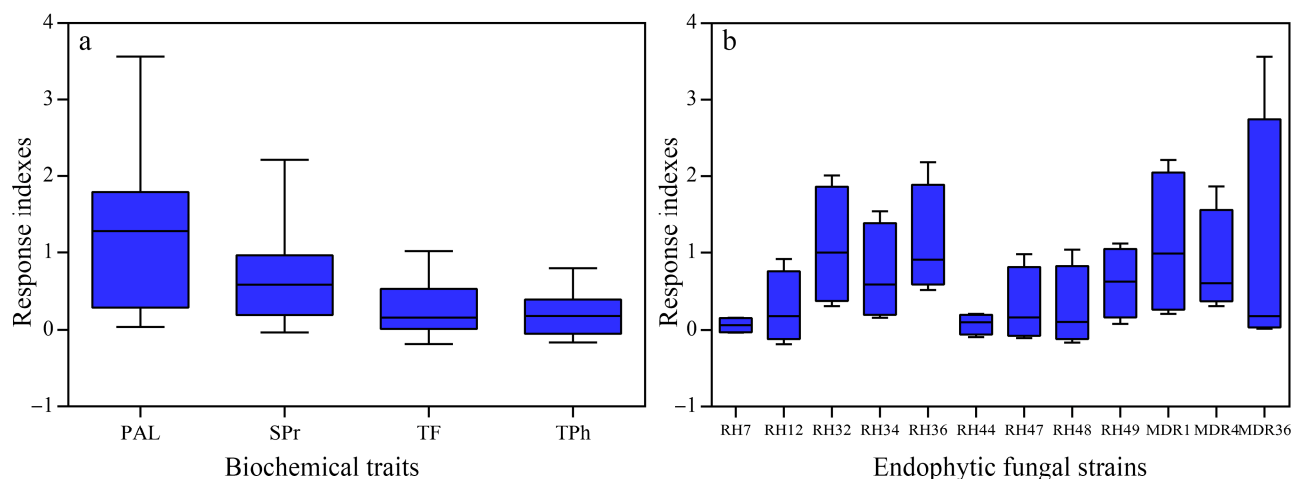 a
4
3
2
1
0
–1
Response indexes
PAL SPr TF TPh
Biochemical traits
b
4
3
2
1
0
–1
Response indexes
RH7 RH12 RH32 RH34 RH36 RH44 RH47 RH48 RH49 MDR1 MDR4 MDR36
Endophytic fungal strains